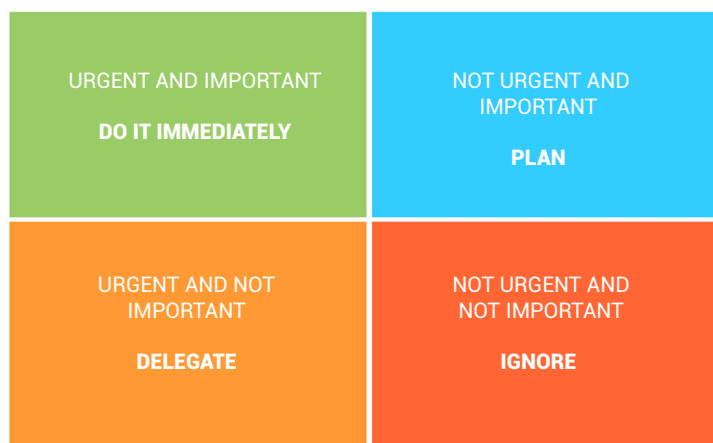 URGENT AND IMPORTANT
DO IT IMMEDIATELY
NOT URGENT AND
IMPORTANT
PLAN
URGENT AND NOT
IMPORTANT
DELEGATE
NOT URGENT AND
NOT IMPORTANT
IGNORE